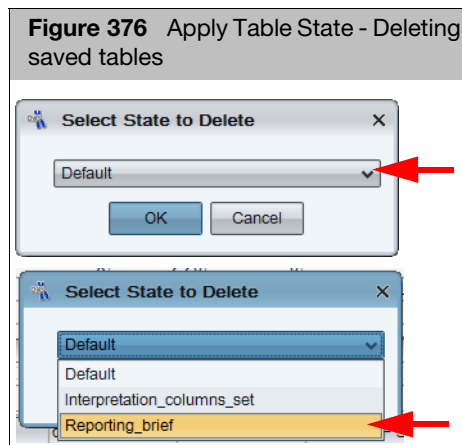 Figure 376 Apply Table State - Deleting
saved tables
Select State to Delete
Default
OK Cancel
Select State to Delete
Default
Default
Interpretation_columns_set
Reporting_brief